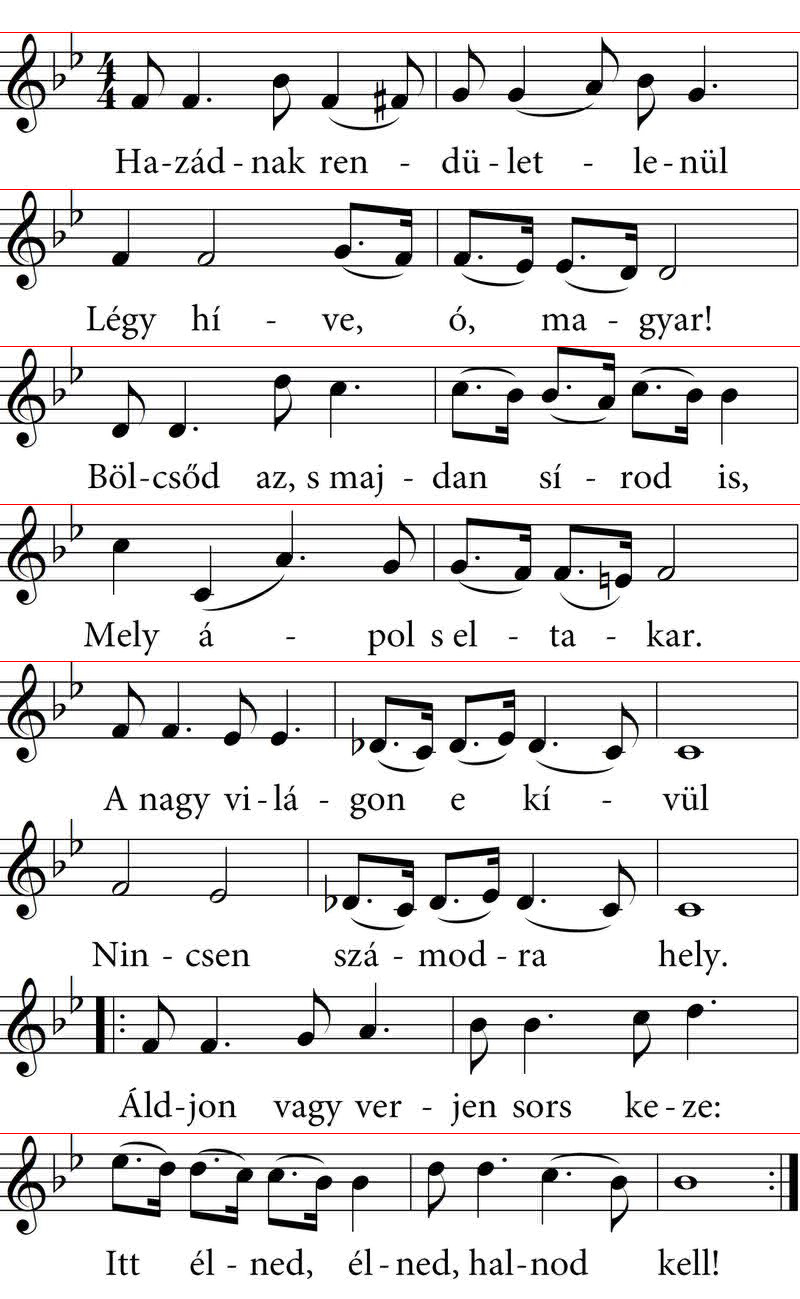 4
4
Ha-zád - nak ren - dü - let - le - nül
Légy hí - ve, ó, ma - gyar!
Böl-csőd az, s maj - dan sí - rod is,
Mely á - pol s el - ta - kar.
A nagy vi - lá - gon e kí - vül
Nin - csen szá - mod - ra hely.
Áld-jon vagy ver - jen sors ke - ze:
Itt él - ned, él - ned, hal-nod kell!